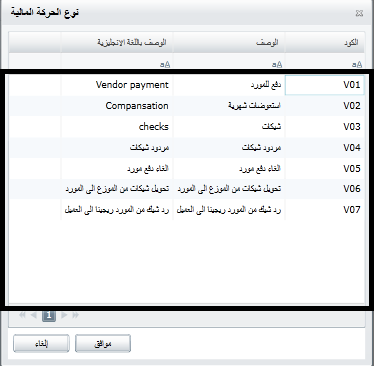 نوع الحركة المالية
الكود الوصف الوصف باللغة الانجليزية
V01 دفع للمورد Vendor payment
V02 استعوضات شهرية Compansation
V03 شيكات checks
V04 مردود شيكات مردود شيكات
V05 الغاء دفع مورد الغاء دفع مورد
V06 تحويل شيكات من الموزع الى المورد تحويل شيكات من الموزع الى المورد
V07 رد شيك من المورد ريجينا الى العميل رد شيك من المورد ريجينا الى العميل
1
موافق إلغاء